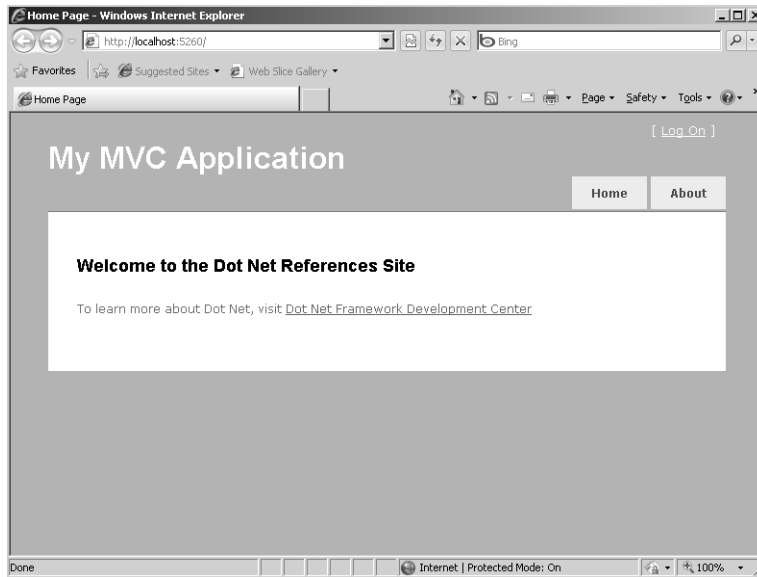 Home Page - Windows Internet Explorer
http://localhost:5260/
Bing
Favorites Suggested Sites Web Slice Gallery
Home Page Page Safety Tools
[ Log On ]
My MVC Application
Home About
Welcome to the Dot Net References Site
To learn more about Dot Net, visit Dot Net Framework Development Center
Done Internet | Protected Mode: On 100%